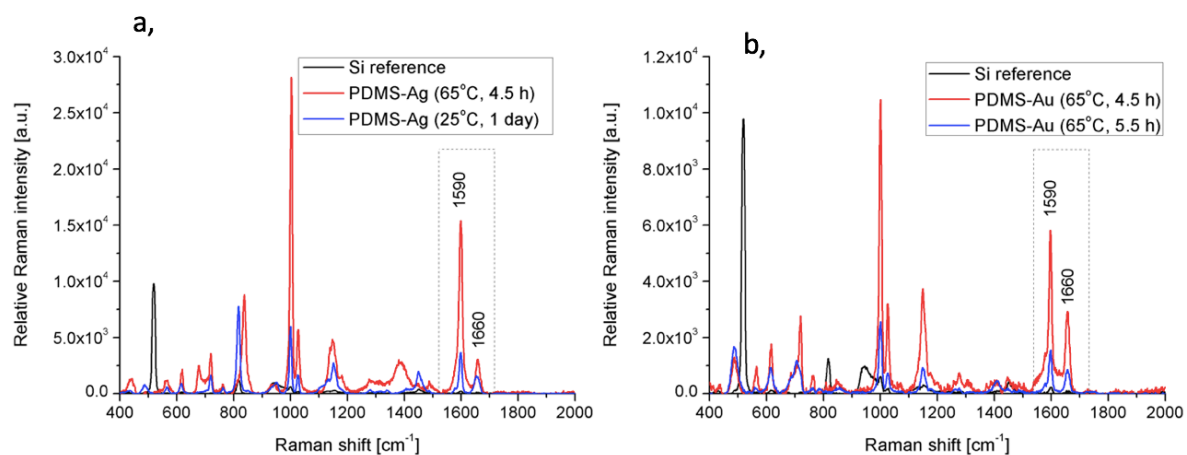 a,
3.0x10⁴
2.5x10⁴
2.0x10⁴
1.5x10⁴
1.0x10⁴
5.0x10³
0.0
Relative Raman intensity [a.u.]
Si reference
PDMS-Ag (65°C, 4.5 h)
PDMS-Ag (25°C, 1 day)
1590
1660
400 600 800 1000 1200 1400 1600 1800 2000
Raman shift [cm⁻¹]
b,
1.2x10⁴
1.0x10⁴
8.0x10³
6.0x10³
4.0x10³
2.0x10³
0.0
Relative Raman intensity [a.u.]
Si reference
PDMS-Au (65°C, 4.5 h)
PDMS-Au (65°C, 5.5 h)
1590
1660
400 600 800 1000 1200 1400 1600 1800 2000
Raman shift [cm⁻¹]